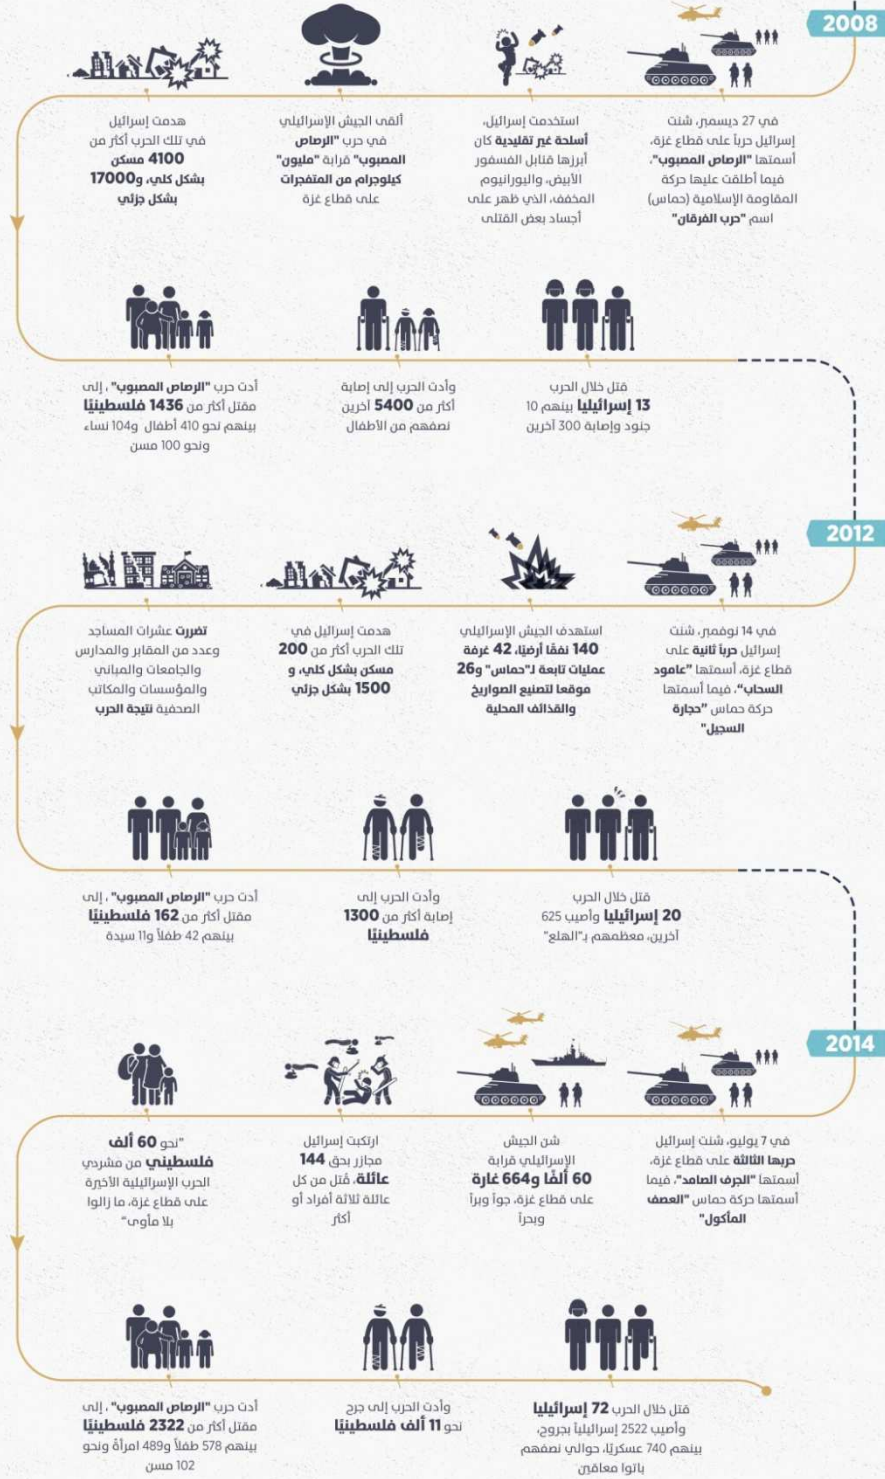 2008
في 27 ديسمبر، شنت
إسرائيل حرباً على قطاع غزة،
أسمتها "الرصاص المصبوب"،
فيما أطلقت عليها حركة
المقاومة الإسلامية (حماس)
اسم "حرب الفرقان"
استخدمت إسرائيل،
أسلحة غير تقليدية كان
أبرزها قنابل الفسفور
الأبيض، واليورانيوم
المخفف، الذي ظهر على
أجساد بعض القتلى
ألقى الجيش الإسرائيلي
في حرب "الرصاص
المصبوب" قرابة "مليون"
كيلوجرام من المتفجرات
على قطاع غزة
هدمت إسرائيل
في تلك الحرب أكثر من
4100 مسكن
بشكل كلي، و17000
بشكل جزئي
قتل خلال الحرب
13 إسرائيليا بينهم 10
جنود وإصابة 300 آخرين
وأدت الحرب إلى إصابة
أكثر من 5400 آخرين
نصفهم من الأطفال
أدت حرب "الرصاص المصبوب" ، إلى
مقتل أكثر من 1436 فلسطينيًا
بينهم نحو 410 أطفال و104 نساء
ونحو 100 مسن
2012
في 14 نوفمبر، شنت
إسرائيل حرباً ثانية على
قطاع غزة، أسمتها "عامود
السحاب"، فيما أسمتها
حركة حماس "حجارة
السجيل"
استهدف الجيش الإسرائيلي
140 نفقًا أرضيًا، 42 غرفة
عمليات تابعة لـ"حماس" و26
موقعا لتصنيع الصواريخ
والقذائف المحلية
هدمت إسرائيل في
تلك الحرب أكثر من 200
مسكن بشكل كلي، و
1500 بشكل جزئي
تضررت عشرات المساجد
وعدد من المقابر والمدارس
والجامعات والمباني
والمؤسسات والمكاتب
الصحفية نتيجة الحرب
قتل خلال الحرب
20 إسرائيليا وأصيب 625
آخرين، معظمهم بـ"الهلع"
وأدت الحرب إلى
إصابة أكثر من 1300
فلسطينيًا
أدت حرب "الرصاص المصبوب" ، إلى
مقتل أكثر من 162 فلسطينيًا
بينهم 42 طفلاً و11 سيدة
2014
في 7 يوليو، شنت إسرائيل
حربها الثالثة على قطاع غزة،
أسمتها "الجرف الصامد"، فيما
أسمتها حركة حماس "العصف
المأكول"
شن الجيش
الإسرائيلي قرابة
60 ألفًا و664 غارة
على قطاع غزة، جواً وبراً
وبحراً
ارتكبت إسرائيل
مجازر بحق 144
عائلة، قُتل من كل
عائلة ثلاثة أفراد أو
أكثر
"نحو 60 ألف
فلسطيني من مشردي
الحرب الإسرائيلية الأخيرة
على قطاع غزة، ما زالوا
بلا مأوى"
قتل خلال الحرب 72 إسرائيليا
وأصيب 2522 إسرائيلياً بجروح،
بينهم 740 عسكريًا، حوالي نصفهم
باتوا معاقين
وأدت الحرب إلى جرح
نحو 11 ألف فلسطينيًا
أدت حرب "الرصاص المصبوب" ، إلى
مقتل أكثر من 2322 فلسطينيًا
بينهم 578 طفلاً و489 امرأةً ونحو
102 مسن